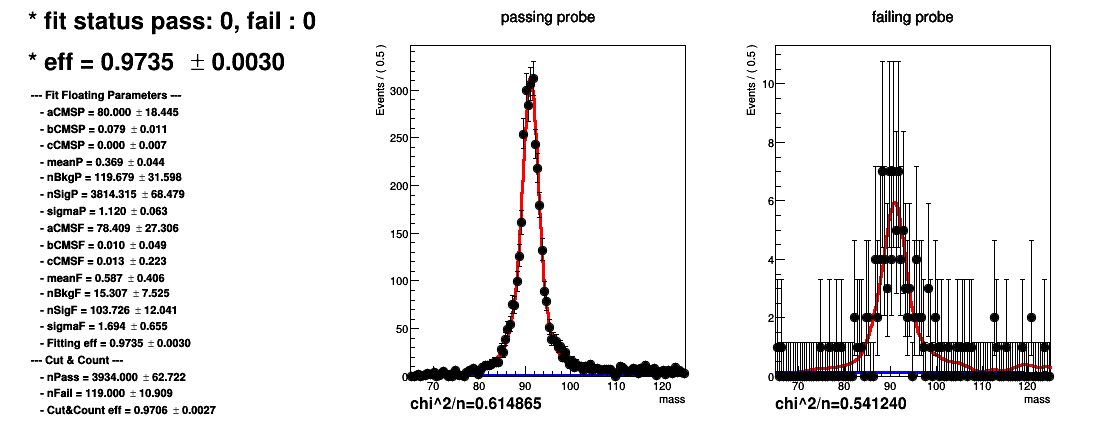 * fit status pass: 0, fail : 0
* eff = 0.9735 ± 0.0030
--- Fit Floating Parameters ---
- aCMSP = 80.000 ± 18.445
- bCMSP = 0.079 ± 0.011
- cCMSP = 0.000 ± 0.007
- meanP = 0.369 ± 0.044
- nBkgP = 119.679 ± 31.598
- nSigP = 3814.315 ± 68.479
- sigmaP = 1.120 ± 0.063
- aCMSF = 78.409 ± 27.306
- bCMSF = 0.010 ± 0.049
- cCMSF = 0.013 ± 0.223
- meanF = 0.587 ± 0.406
- nBkgF = 15.307 ± 7.525
- nSigF = 103.726 ± 12.041
- sigmaF = 1.694 ± 0.655
- Fitting eff = 0.9735 ± 0.0030
--- Cut & Count ---
- nPass = 3934.000 ± 62.722
- nFail = 119.000 ± 10.909
- Cut&Count eff = 0.9706 ± 0.0027
passing probe
Events / ( 0.5 )
300
250
200
150
100
50
0
70 80 90 100 110 120
mass
chi^2/n=0.614865
failing probe
Events / ( 0.5 )
10
8
6
4
2
0
70 80 90 100 110 120
mass
chi^2/n=0.541240